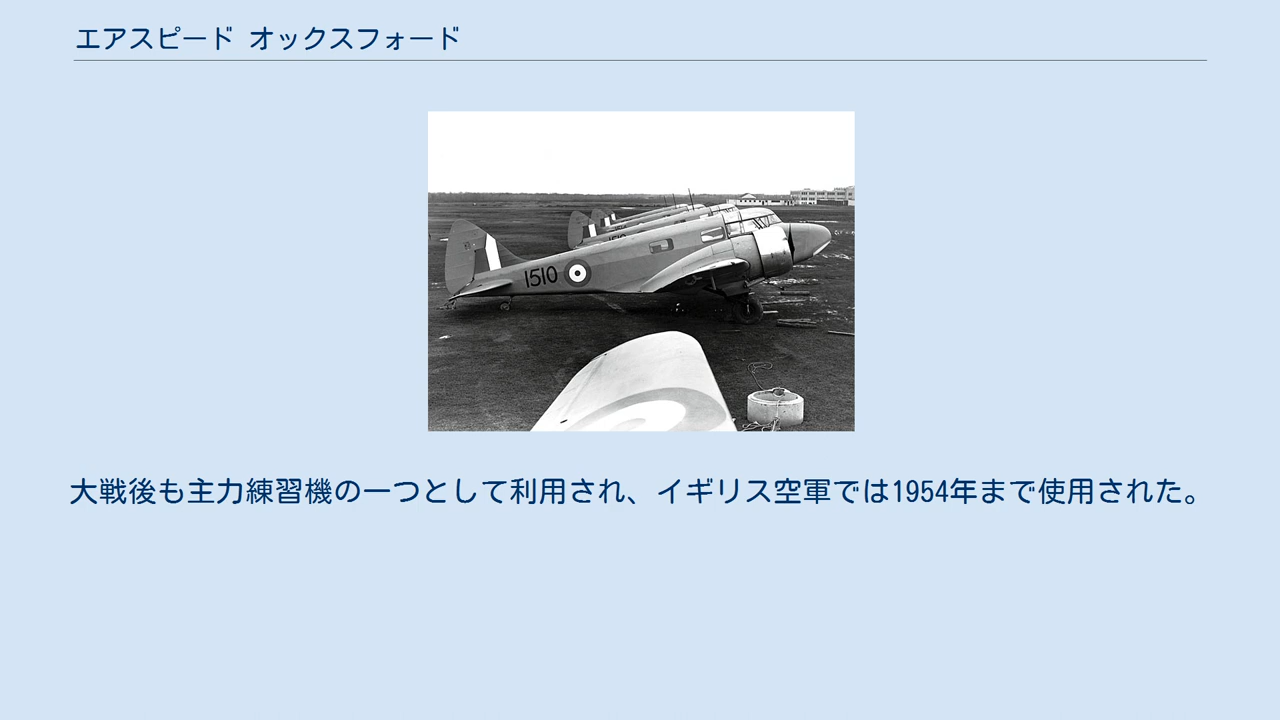 エアスピード オックスフォード
1510
大戦後も主力練習機の一つとして利用され、イギリス空軍では1954年まで使用された。